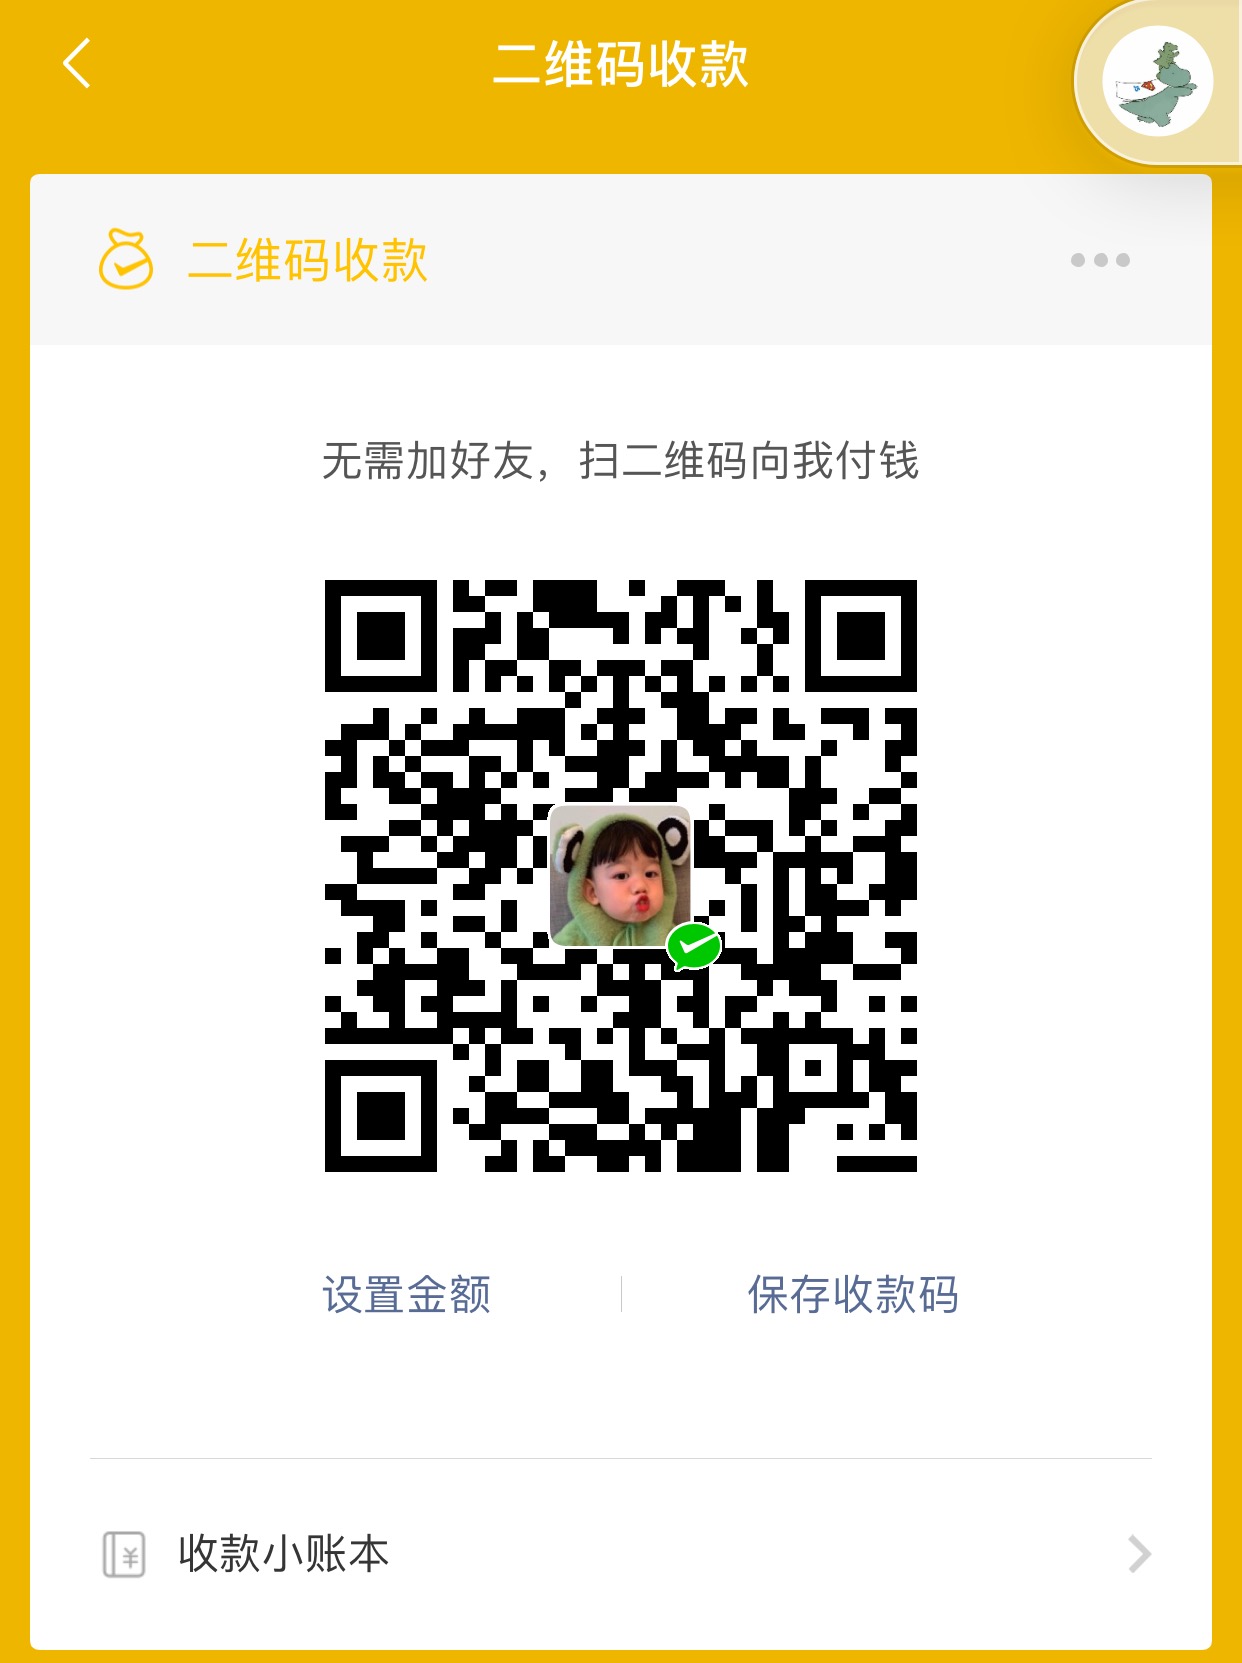 二维码收款
二维码收款
无需加好友，扫二维码向我付钱
设置金额
保存收款码
收款小账本